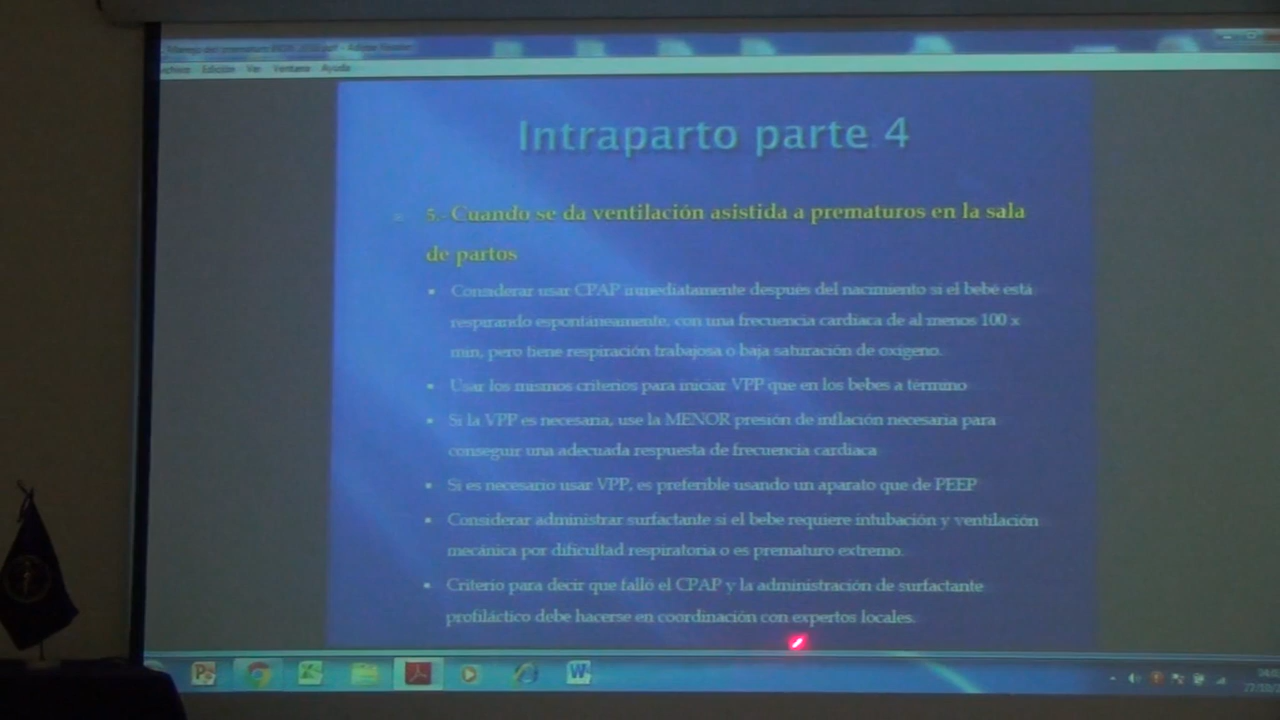 Archivo Edición Ver Ventana Ayuda
Intraparto parte 4
5.- Cuando se da ventilación asistida a prematuros en la sala
de partos
Considerar usar CPAP inmediatamente después del nacimiento si el bebé está
respirando espontáneamente, con una frecuencia cardiaca de al menos 100 x
min, pero tiene respiración trabajosa o baja saturación de oxígeno.
Usar los mismos criterios para iniciar VPP que en los bebes a término
Si la VPP es necesaria, use la MENOR presión de inflación necesaria para
conseguir una adecuada respuesta de frecuencia cardiaca
Si es necesario usar VPP, es preferible usando un aparato que de PEEP
Considerar administrar surfactante si el bebe requiere intubación y ventilación
mecánica por dificultad respiratoria o es prematuro extremo.
Criterio para decir que falló el CPAP y la administración de surfactante
profiláctico debe hacerse en coordinación con expertos locales.